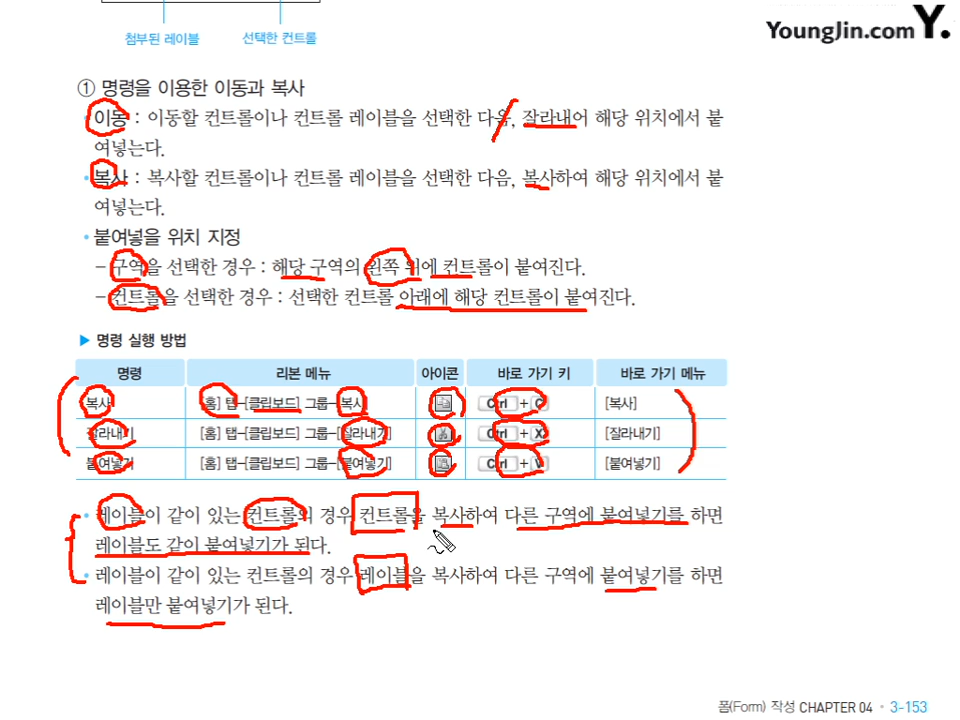 첨부된 레이블 선택한 컨트롤
YoungJin.com Y.
① 명령을 이용한 이동과 복사
• 이동 : 이동할 컨트롤이나 컨트롤 레이블을 선택한 다음, 잘라내어 해당 위치에서 붙
여넣는다.
• 복사 : 복사할 컨트롤이나 컨트롤 레이블을 선택한 다음, 복사하여 해당 위치에서 붙
여넣는다.
• 붙여넣을 위치 지정
– 구역을 선택한 경우 : 해당 구역의 왼쪽 위에 컨트롤이 붙여진다.
– 컨트롤을 선택한 경우 : 선택한 컨트롤 아래에 해당 컨트롤이 붙여진다.
▶ 명령 실행 방법
명령 리본 메뉴 아이콘 바로 가기 키 바로 가기 메뉴
복사 [홈] 탭–[클립보드] 그룹–[복사] Ctrl + C [복사]
잘라내기 [홈] 탭–[클립보드] 그룹–[잘라내기] Ctrl + X [잘라내기]
붙여넣기 [홈] 탭–[클립보드] 그룹–[붙여넣기] Ctrl + V [붙여넣기]
• 레이블이 같이 있는 컨트롤의 경우 컨트롤을 복사하여 다른 구역에 붙여넣기를 하면
레이블도 같이 붙여넣기가 된다.
• 레이블이 같이 있는 컨트롤의 경우 레이블을 복사하여 다른 구역에 붙여넣기를 하면
레이블만 붙여넣기가 된다.
폼(Form) 작성 CHAPTER 04 • 3-153